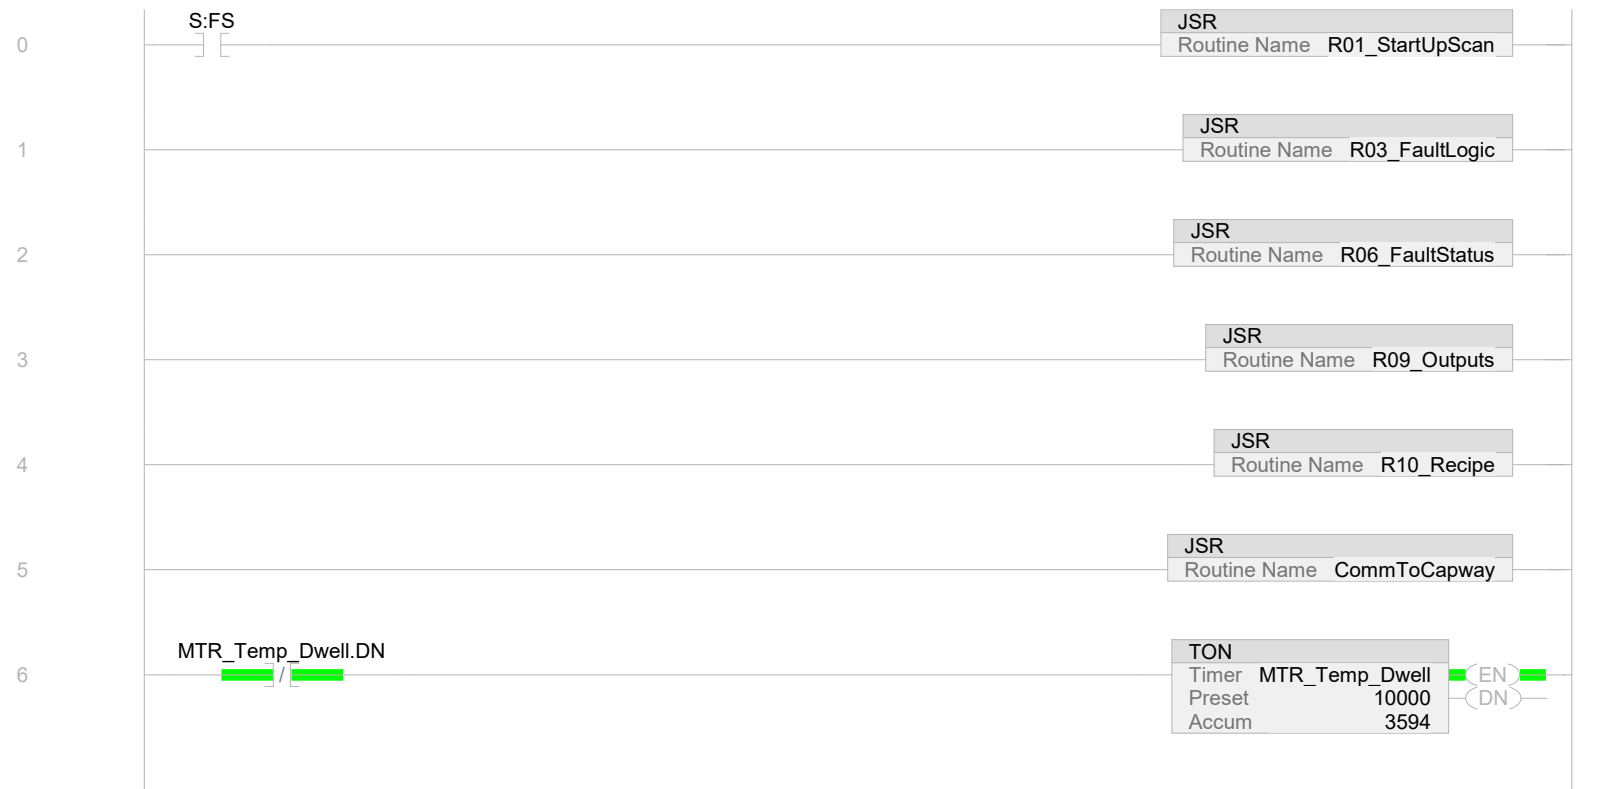 S:FS
JSR
0
Routine Name R01_StartUpScan
JSR
1
Routine Name R03_FaultLogic
JSR
2
Routine Name R06_FaultStatus
JSR
3
Routine Name R09_Outputs
JSR
4
Routine Name R10_Recipe
JSR
5
Routine Name CommToCapway
MTR_Temp_Dwell.DN
TON
6
/
Timer MTR_Temp_Dwell
EN
Preset 10000
DN
Accum 3594